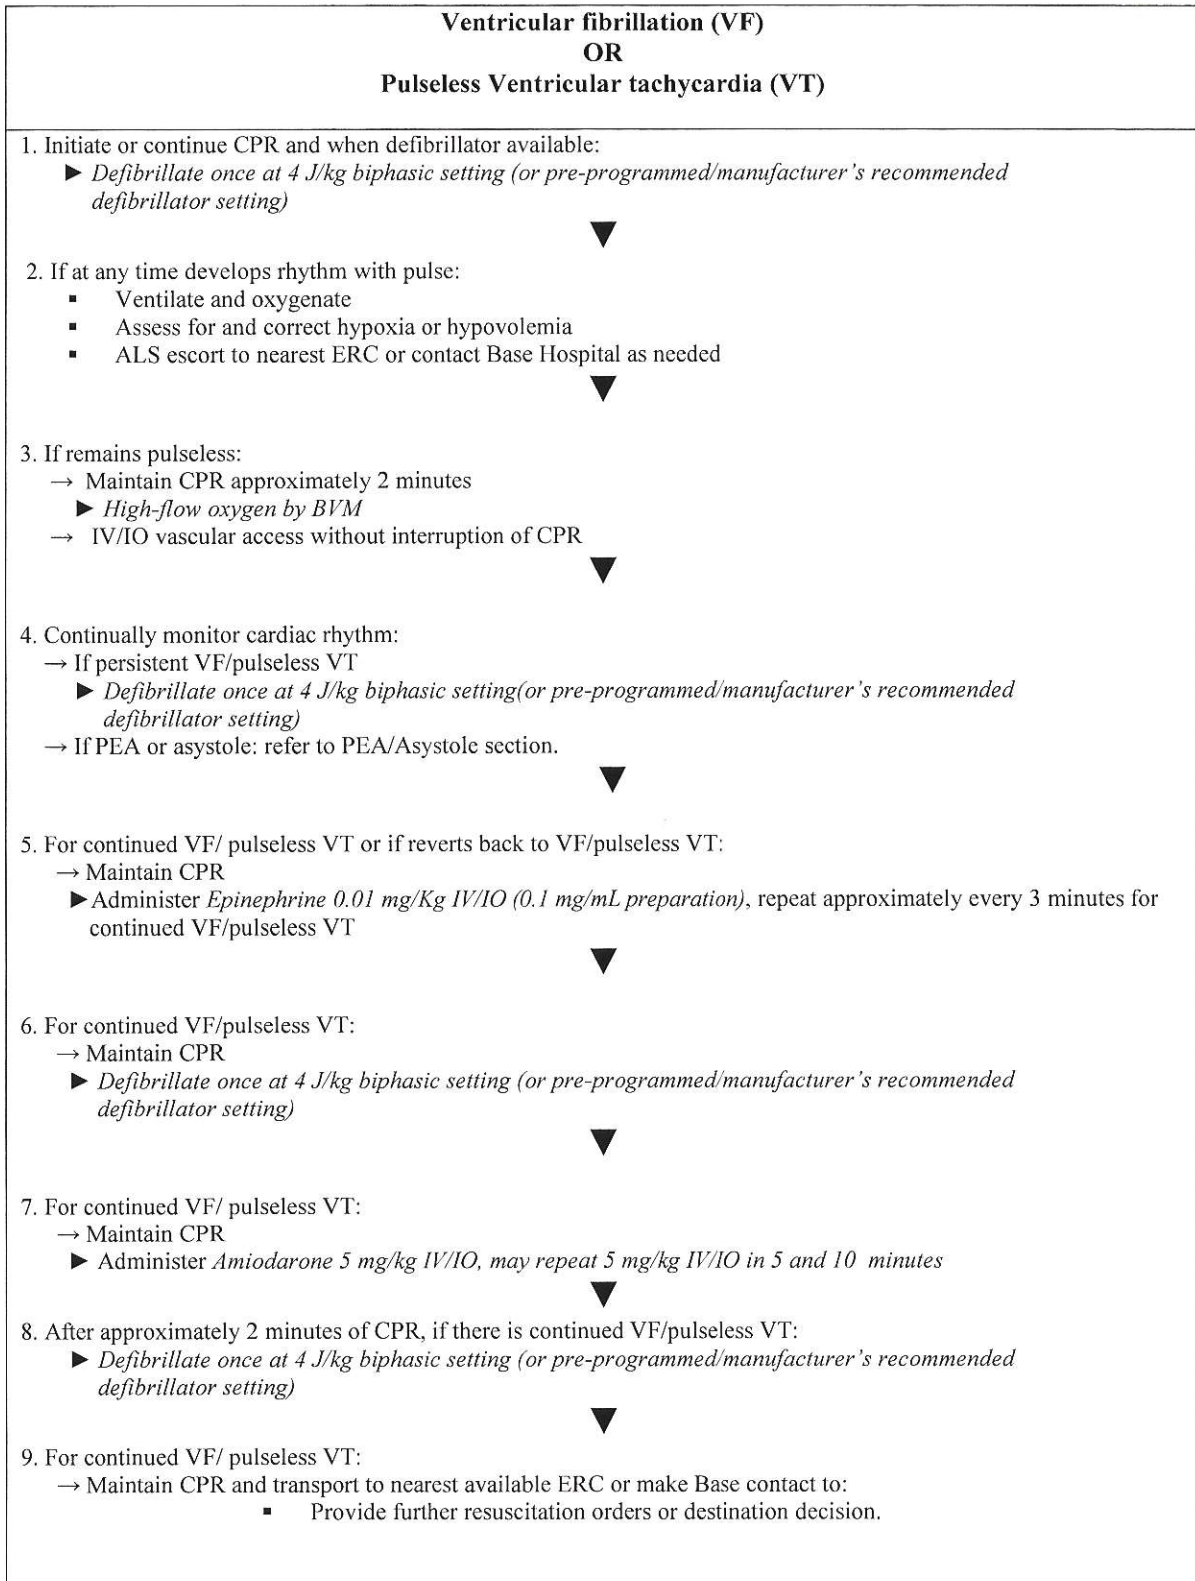 Ventricular fibrillation (VF)
OR
Pulseless Ventricular tachycardia (VT)
1. Initiate or continue CPR and when defibrillator available:
► Defibrillate once at 4 J/kg biphasic setting (or pre-programmed/manufacturer's recommended
defibrillator setting)
▼
2. If at any time develops rhythm with pulse:
▪ Ventilate and oxygenate
▪ Assess for and correct hypoxia or hypovolemia
▪ ALS escort to nearest ERC or contact Base Hospital as needed
▼
3. If remains pulseless:
→ Maintain CPR approximately 2 minutes
► High-flow oxygen by BVM
→ IV/IO vascular access without interruption of CPR
▼
4. Continually monitor cardiac rhythm:
→ If persistent VF/pulseless VT
► Defibrillate once at 4 J/kg biphasic setting(or pre-programmed/manufacturer's recommended
defibrillator setting)
→ If PEA or asystole: refer to PEA/Asystole section.
▼
5. For continued VF/ pulseless VT or if reverts back to VF/pulseless VT:
→ Maintain CPR
►Administer Epinephrine 0.01 mg/Kg IV/IO (0.1 mg/mL preparation), repeat approximately every 3 minutes for
continued VF/pulseless VT
▼
6. For continued VF/pulseless VT:
→ Maintain CPR
► Defibrillate once at 4 J/kg biphasic setting (or pre-programmed/manufacturer's recommended
defibrillator setting)
▼
7. For continued VF/ pulseless VT:
→ Maintain CPR
► Administer Amiodarone 5 mg/kg IV/IO, may repeat 5 mg/kg IV/IO in 5 and 10 minutes
▼
8. After approximately 2 minutes of CPR, if there is continued VF/pulseless VT:
► Defibrillate once at 4 J/kg biphasic setting (or pre-programmed/manufacturer's recommended
defibrillator setting)
▼
9. For continued VF/ pulseless VT:
→ Maintain CPR and transport to nearest available ERC or make Base contact to:
▪ Provide further resuscitation orders or destination decision.